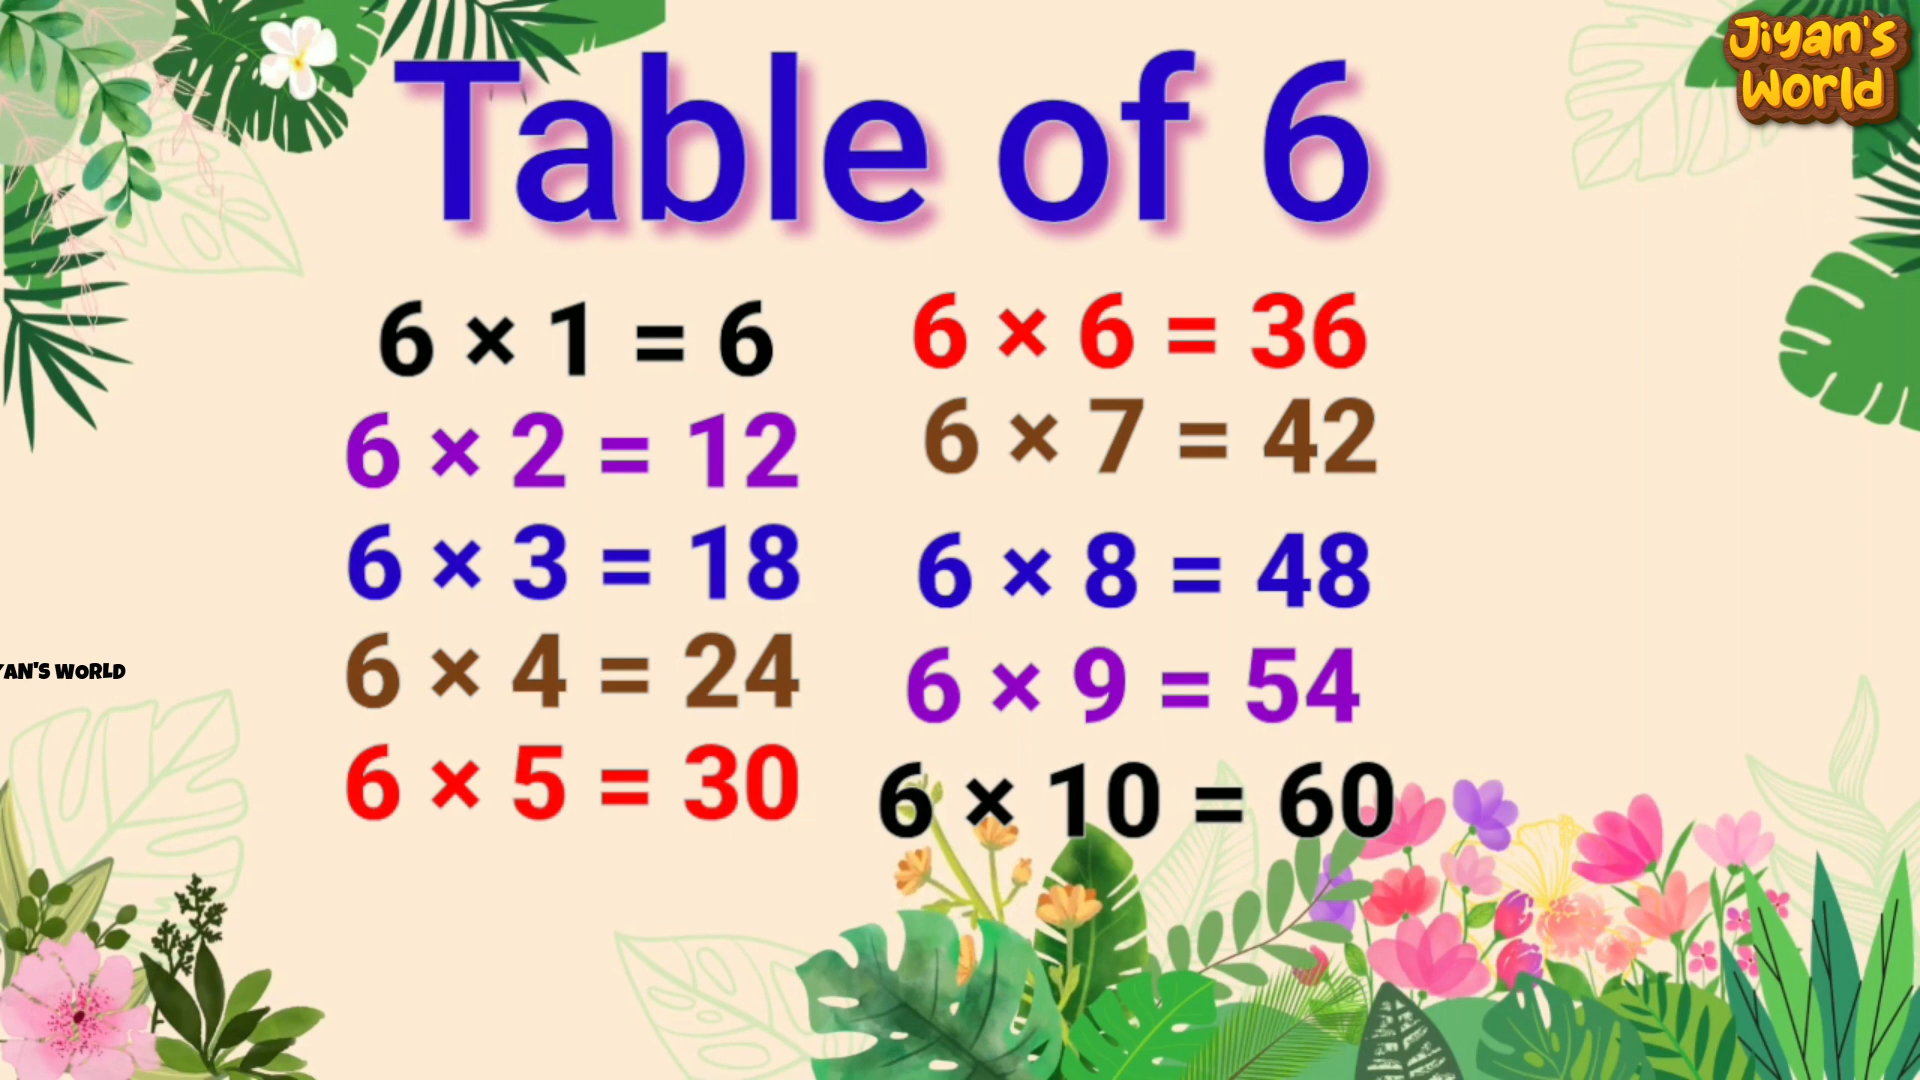 Jiyan's
World
Table of 6
6 × 1 = 6
6 × 2 = 12
6 × 3 = 18
6 × 4 = 24
6 × 5 = 30
6 × 6 = 36
6 × 7 = 42
6 × 8 = 48
6 × 9 = 54
6 × 10 = 60
YAN'S WORLD